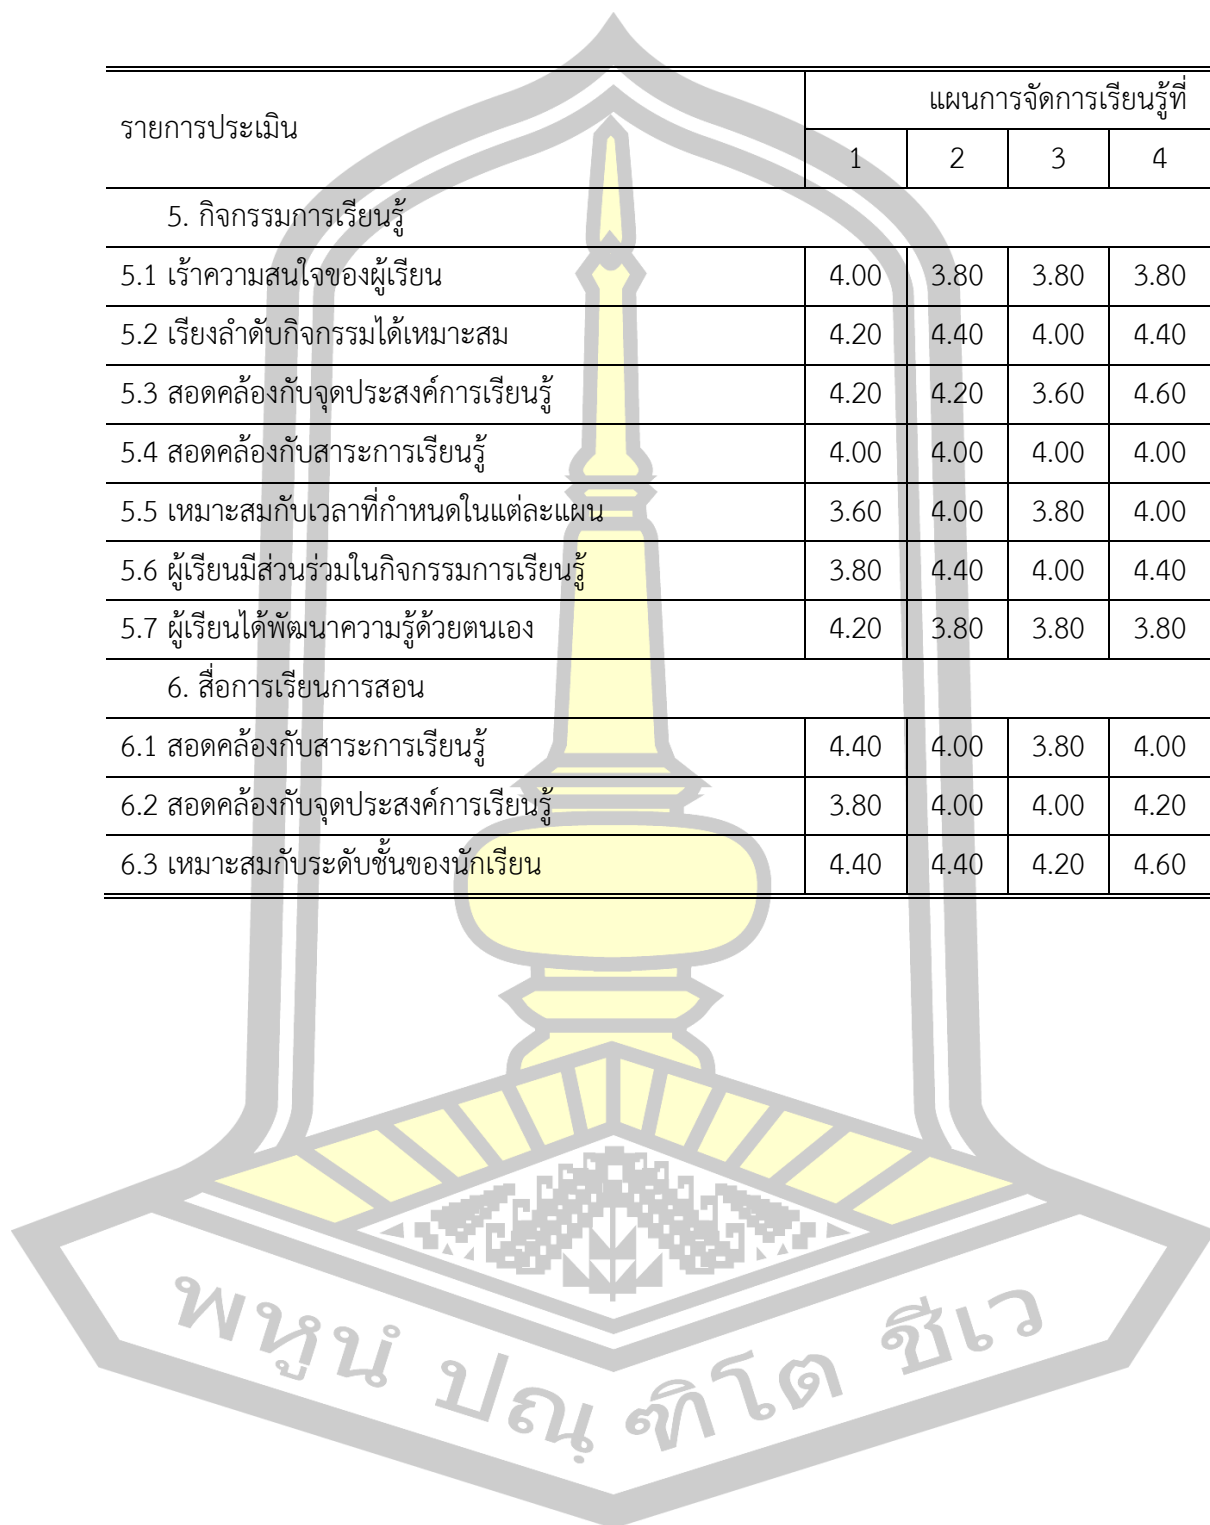 รายการประเมิน
แผนการจัดการเรียนรู้ที่
1 2 3 4
5. กิจกรรมการเรียนรู้
5.1 เร้าความสนใจของผู้เรียน 4.00 3.80 3.80 3.80
5.2 เรียงลำดับกิจกรรมได้เหมาะสม 4.20 4.40 4.00 4.40
5.3 สอดคล้องกับจุดประสงค์การเรียนรู้ 4.20 4.20 3.60 4.60
5.4 สอดคล้องกับสาระการเรียนรู้ 4.00 4.00 4.00 4.00
5.5 เหมาะสมกับเวลาที่กำหนดในแต่ละแผน 3.60 4.00 3.80 4.00
5.6 ผู้เรียนมีส่วนร่วมในกิจกรรมการเรียนรู้ 3.80 4.40 4.00 4.40
5.7 ผู้เรียนได้พัฒนาความรู้ด้วยตนเอง 4.20 3.80 3.80 3.80
6. สื่อการเรียนการสอน
6.1 สอดคล้องกับสาระการเรียนรู้ 4.40 4.00 3.80 4.00
6.2 สอดคล้องกับจุดประสงค์การเรียนรู้ 3.80 4.00 4.00 4.20
6.3 เหมาะสมกับระดับชั้นของนักเรียน 4.40 4.40 4.20 4.60
พหูนํ ปณฺฑิโต ชีเว